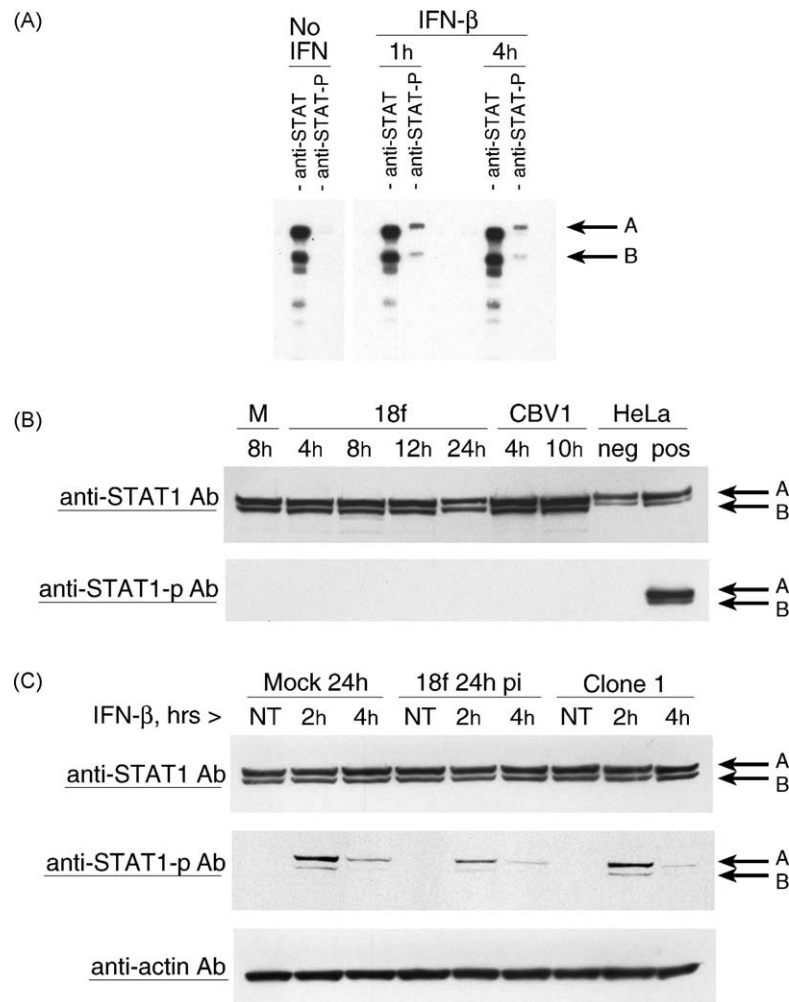 (A)
No IFN
IFN-β
1h 4h
- anti-STAT
- anti-STAT-P
- anti-STAT
- anti-STAT-P
- anti-STAT
- anti-STAT-P
A
B
(B)
M 18f CBV1 HeLa
8h 4h 8h 12h 24h 4h 10h neg pos
anti-STAT1 Ab
A
B
anti-STAT1-p Ab
A
B
(C)
Mock 24h 18f 24h pi Clone 1
IFN-β, hrs > NT 2h 4h NT 2h 4h NT 2h 4h
anti-STAT1 Ab
A
B
anti-STAT1-p Ab
A
B
anti-actin Ab